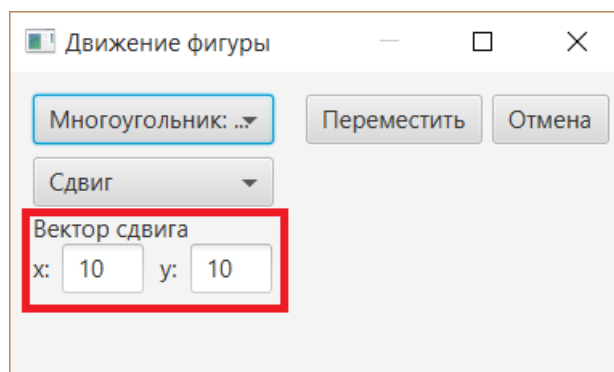 Движение фигуры
Многоугольник: ... Переместить Отмена
Сдвиг
Вектор сдвига
x: 10 y: 10